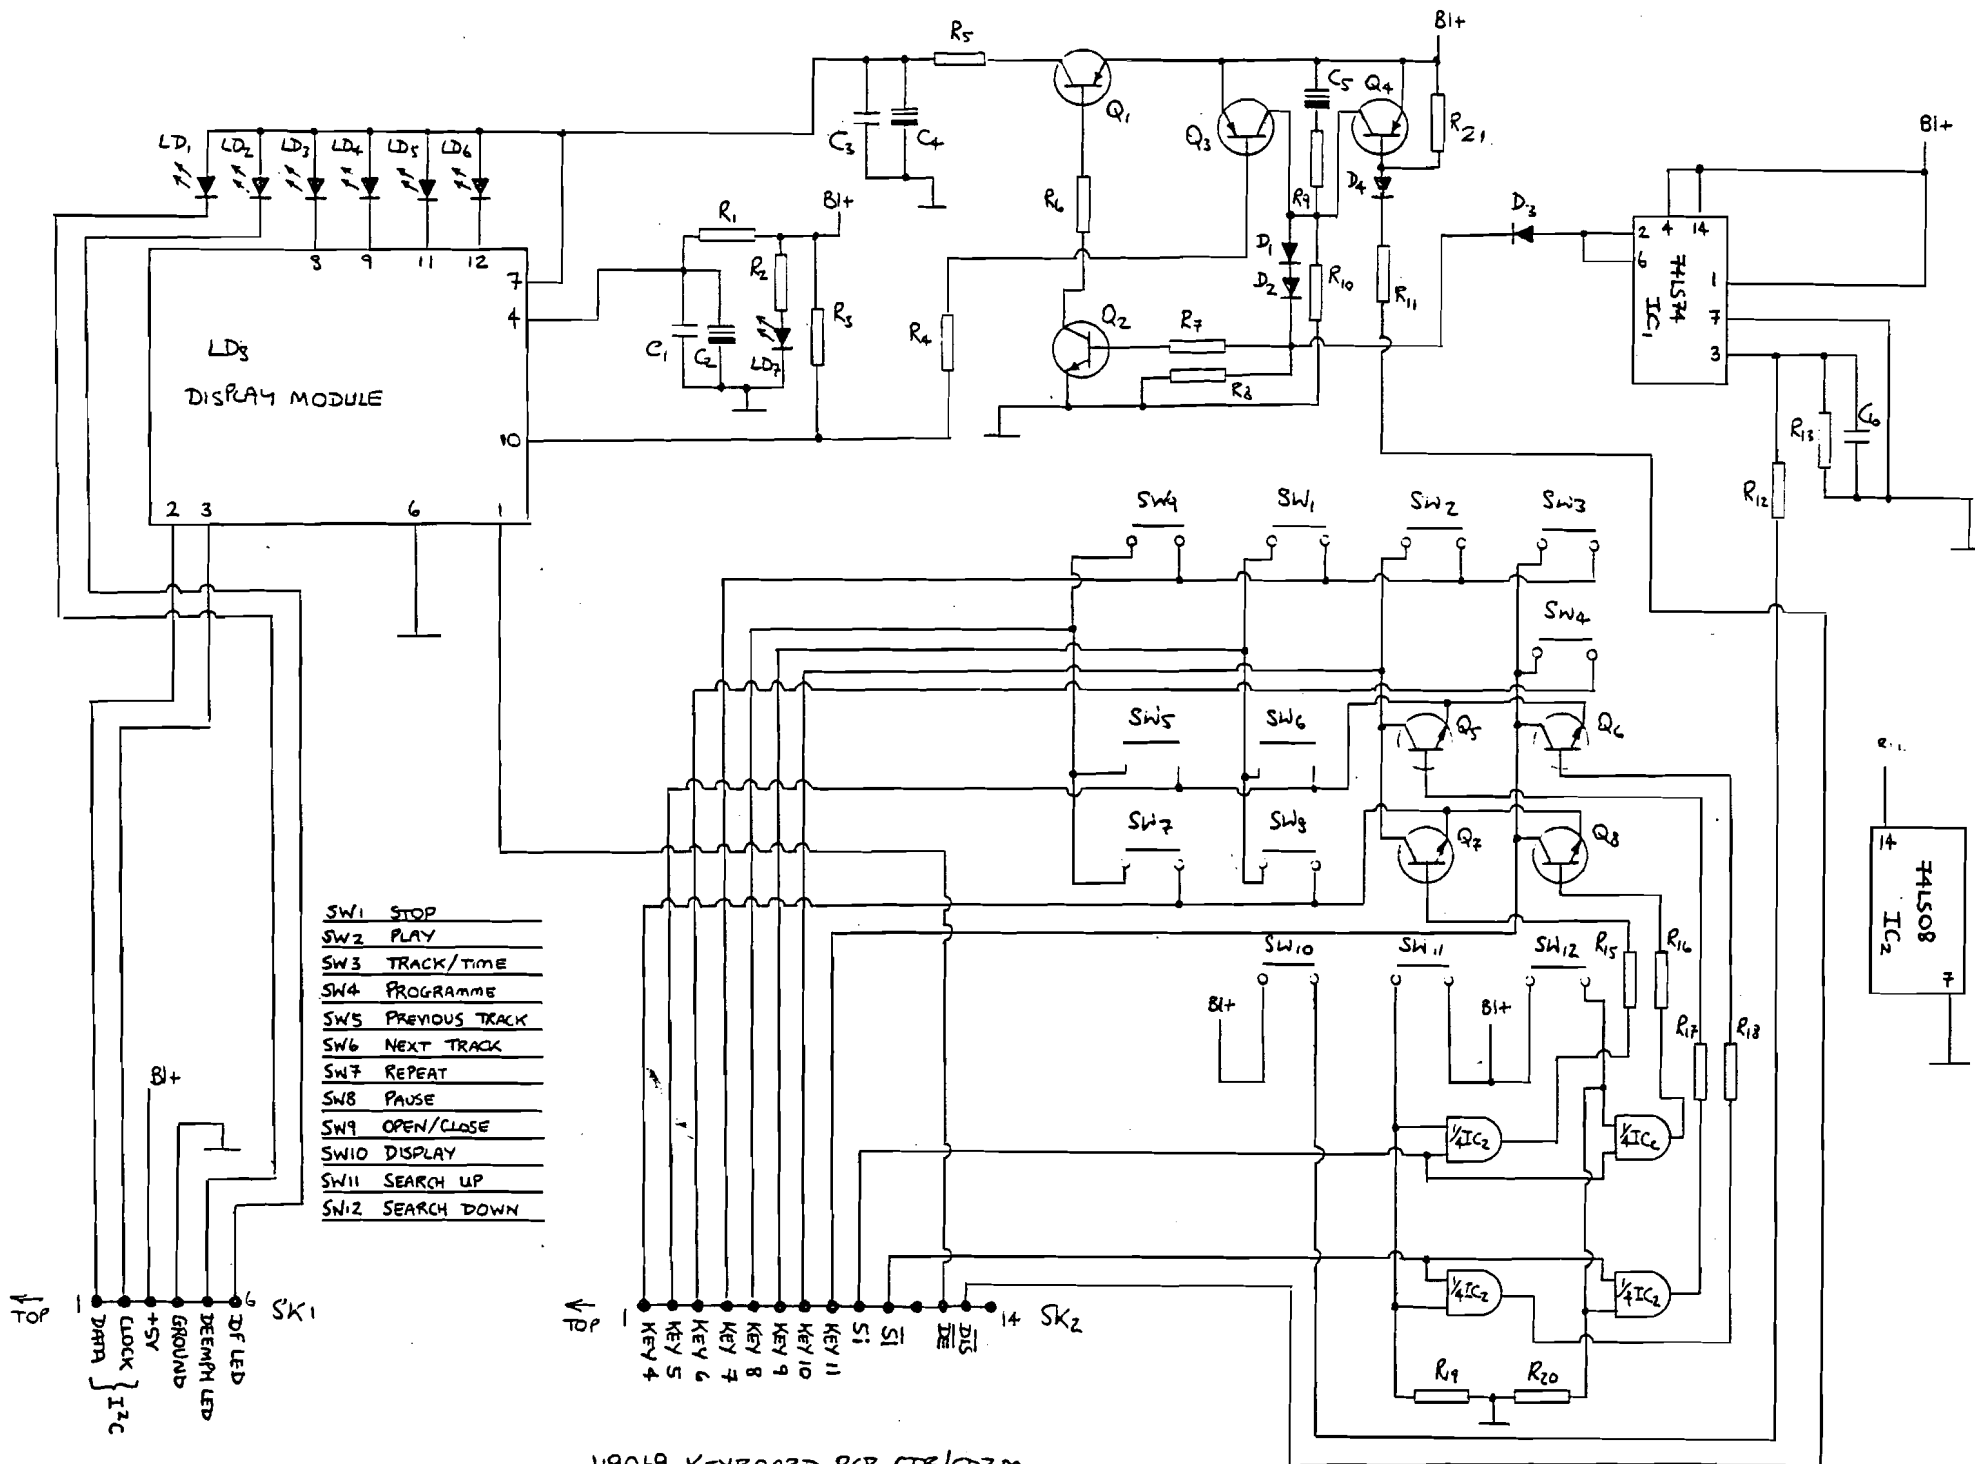 R5
B1+
Q1
C5
Q4
R21
B1+
LD1
LD2
LD3
LD4
LD5
LD6
C3
C4
Q3
R6
R9
D4
D3
R1
B1+
R2
R3
C1
C2
LD7
R4
D1
D2
R10
R11
Q2
R7
R8
2
6
4
14
1
7
3
74LS74
IC1
R12
R13
C6
8
9
11
12
7
4
10
2
3
6
1
DISPLAY MODULE
SW9
SW1
SW2
SW3
SW4
SW5
SW6
Q5
Q6
SW7
Q7
Q8
SW10
SW11
SW12
R15
R16
R17
R18
B1+
B1+
14
7
74LS08
IC2
¼IC2
¼IC2
¼IC2
¼IC2
R19
R20
SW1 STOP
SW2 PLAY
SW3 TRACK/TIME
SW4 PROGRAMME
SW5 PREVIOUS TRACK
SW6 NEXT TRACK
SW7 REPEAT
SW8 PAUSE
SW9 OPEN/CLOSE
SW10 DISPLAY
SW11 SEARCH UP
SW12 SEARCH DOWN
B1+
TOP
1
6
SK1
DATA
CLOCK
I²C
+5V
GROUND
DEEMPH LED
DF LED
TOP
1
14
SK2
KEY 4
KEY 5
KEY 6
KEY 7
KEY 8
KEY 9
KEY 10
KEY 11
Si
S̅i̅
D̅E̅
D̅I̅S̅
KEYBOARD PCB